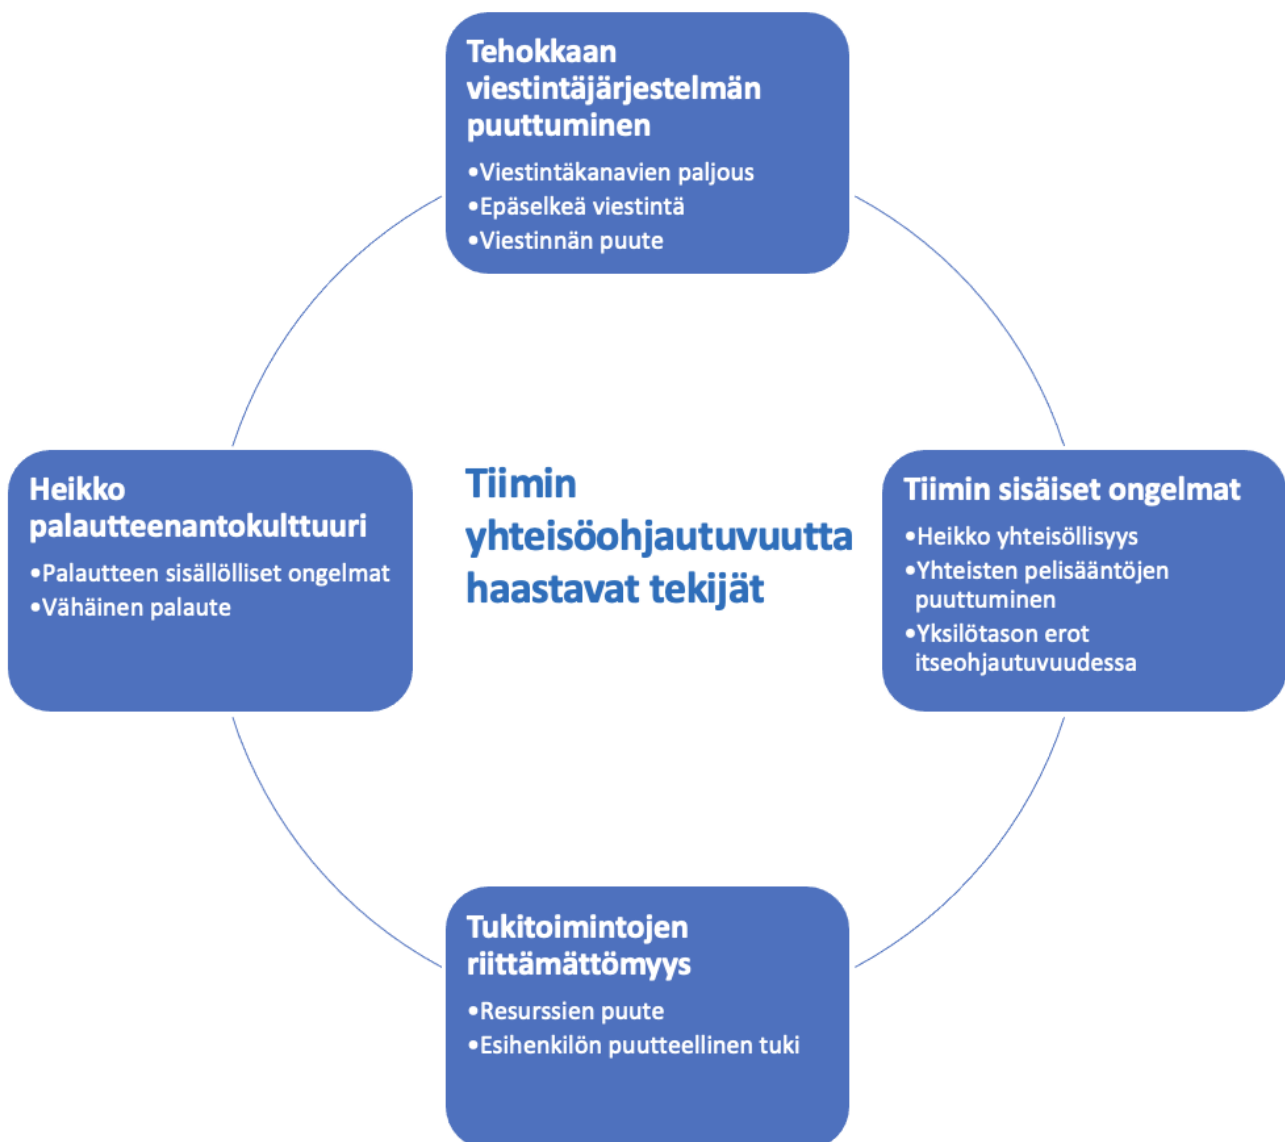 Tehokkaan
viestintäjärjestelmän
puuttuminen
•Viestintäkanavien paljous
•Epäselkeä viestintä
•Viestinnän puute
Heikko
palautteenantokulttuuri
•Palautteen sisällölliset ongelmat
•Vähäinen palaute
Tiimin
yhteisöohjautuvuutta
haastavat tekijät
Tiimin sisäiset ongelmat
•Heikko yhteisöllisyys
•Yhteisten pelisääntöjen
puuttuminen
•Yksilötason erot
itseohjautuvuudessa
Tukitoimintojen
riittämättömyys
•Resurssien puute
•Esihenkilön puutteellinen tuki